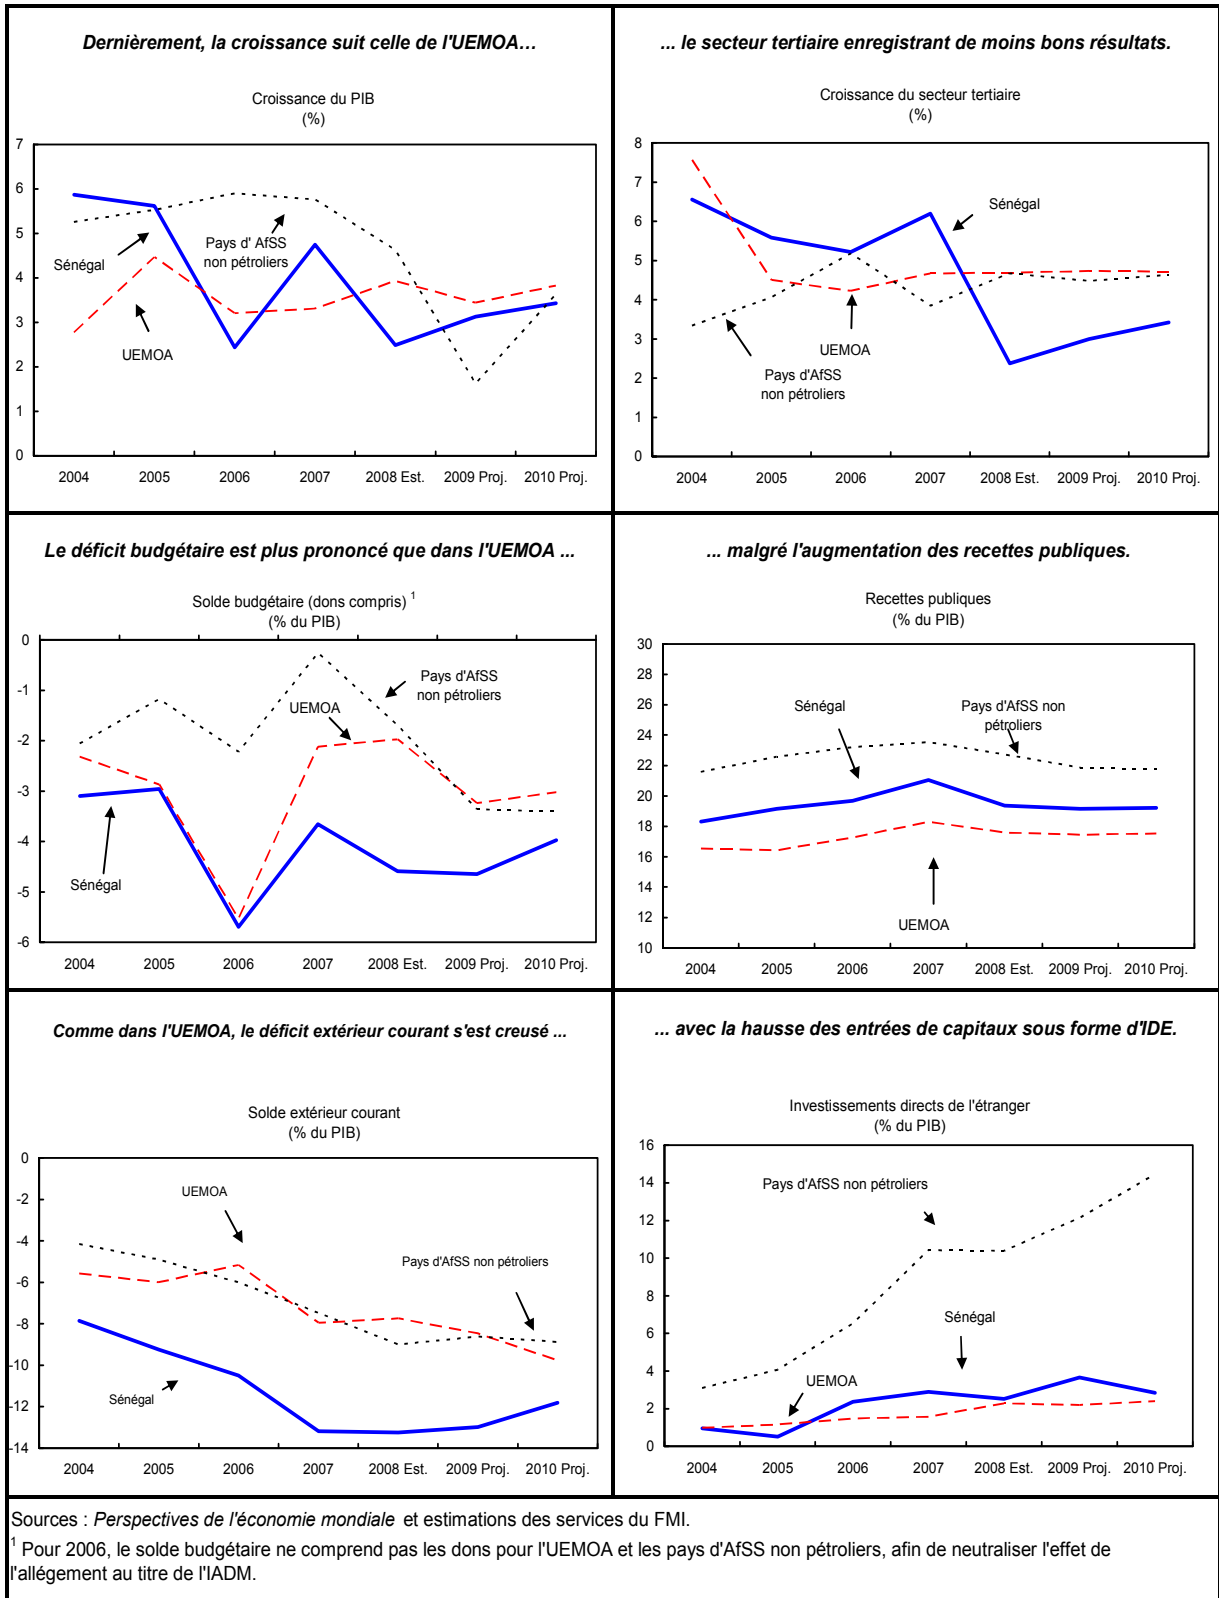 Dernièrement, la croissance suit celle de l'UEMOA…
Croissance du PIB
(%)
7
6
5
4
3
2
1
0
Sénégal
Pays d' AfSS
non pétroliers
UEMOA
2004 2005 2006 2007 2008 Est. 2009 Proj. 2010 Proj.
... le secteur tertiaire enregistrant de moins bons résultats.
Croissance du secteur tertiaire
(%)
8
7
6
5
4
3
2
1
0
Sénégal
UEMOA
Pays d'AfSS
non pétroliers
2004 2005 2006 2007 2008 Est. 2009 Proj. 2010 Proj.
Le déficit budgétaire est plus prononcé que dans l'UEMOA ...
Solde budgétaire (dons compris) 1
(% du PIB)
0
-1
-2
-3
-4
-5
-6
Pays d'AfSS
non pétroliers
UEMOA
Sénégal
2004 2005 2006 2007 2008 Est. 2009 Proj. 2010 Proj.
... malgré l'augmentation des recettes publiques.
Recettes publiques
(% du PIB)
30
28
26
24
22
20
18
16
14
12
10
Sénégal
Pays d'AfSS non
pétroliers
UEMOA
2004 2005 2006 2007 2008 Est. 2009 Proj. 2010 Proj.
Comme dans l'UEMOA, le déficit extérieur courant s'est creusé ...
Solde extérieur courant
(% du PIB)
0
-2
-4
-6
-8
-10
-12
-14
UEMOA
Pays d'AfSS non pétroliers
Sénégal
2004 2005 2006 2007 2008 Est. 2009 Proj. 2010 Proj.
... avec la hausse des entrées de capitaux sous forme d'IDE.
Investissements directs de l'étranger
(% du PIB)
16
14
12
10
8
6
4
2
0
Pays d'AfSS non pétroliers
Sénégal
UEMOA
2004 2005 2006 2007 2008 Est. 2009 Proj. 2010 Proj.
Sources : Perspectives de l'économie mondiale et estimations des services du FMI.
1 Pour 2006, le solde budgétaire ne comprend pas les dons pour l'UEMOA et les pays d'AfSS non pétroliers, afin de neutraliser l'effet de
l'allégement au titre de l'IADM.